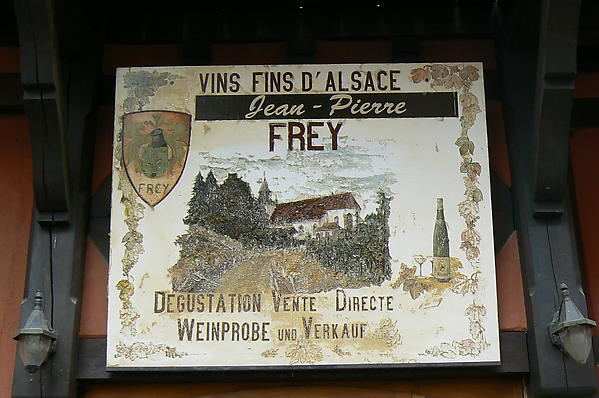 VINS FINS D'ALSACE
Jean - Pierre
FREY
FREY
DEGUSTATION VENTE DIRECTE
WEINPROBE UND VERKAUF